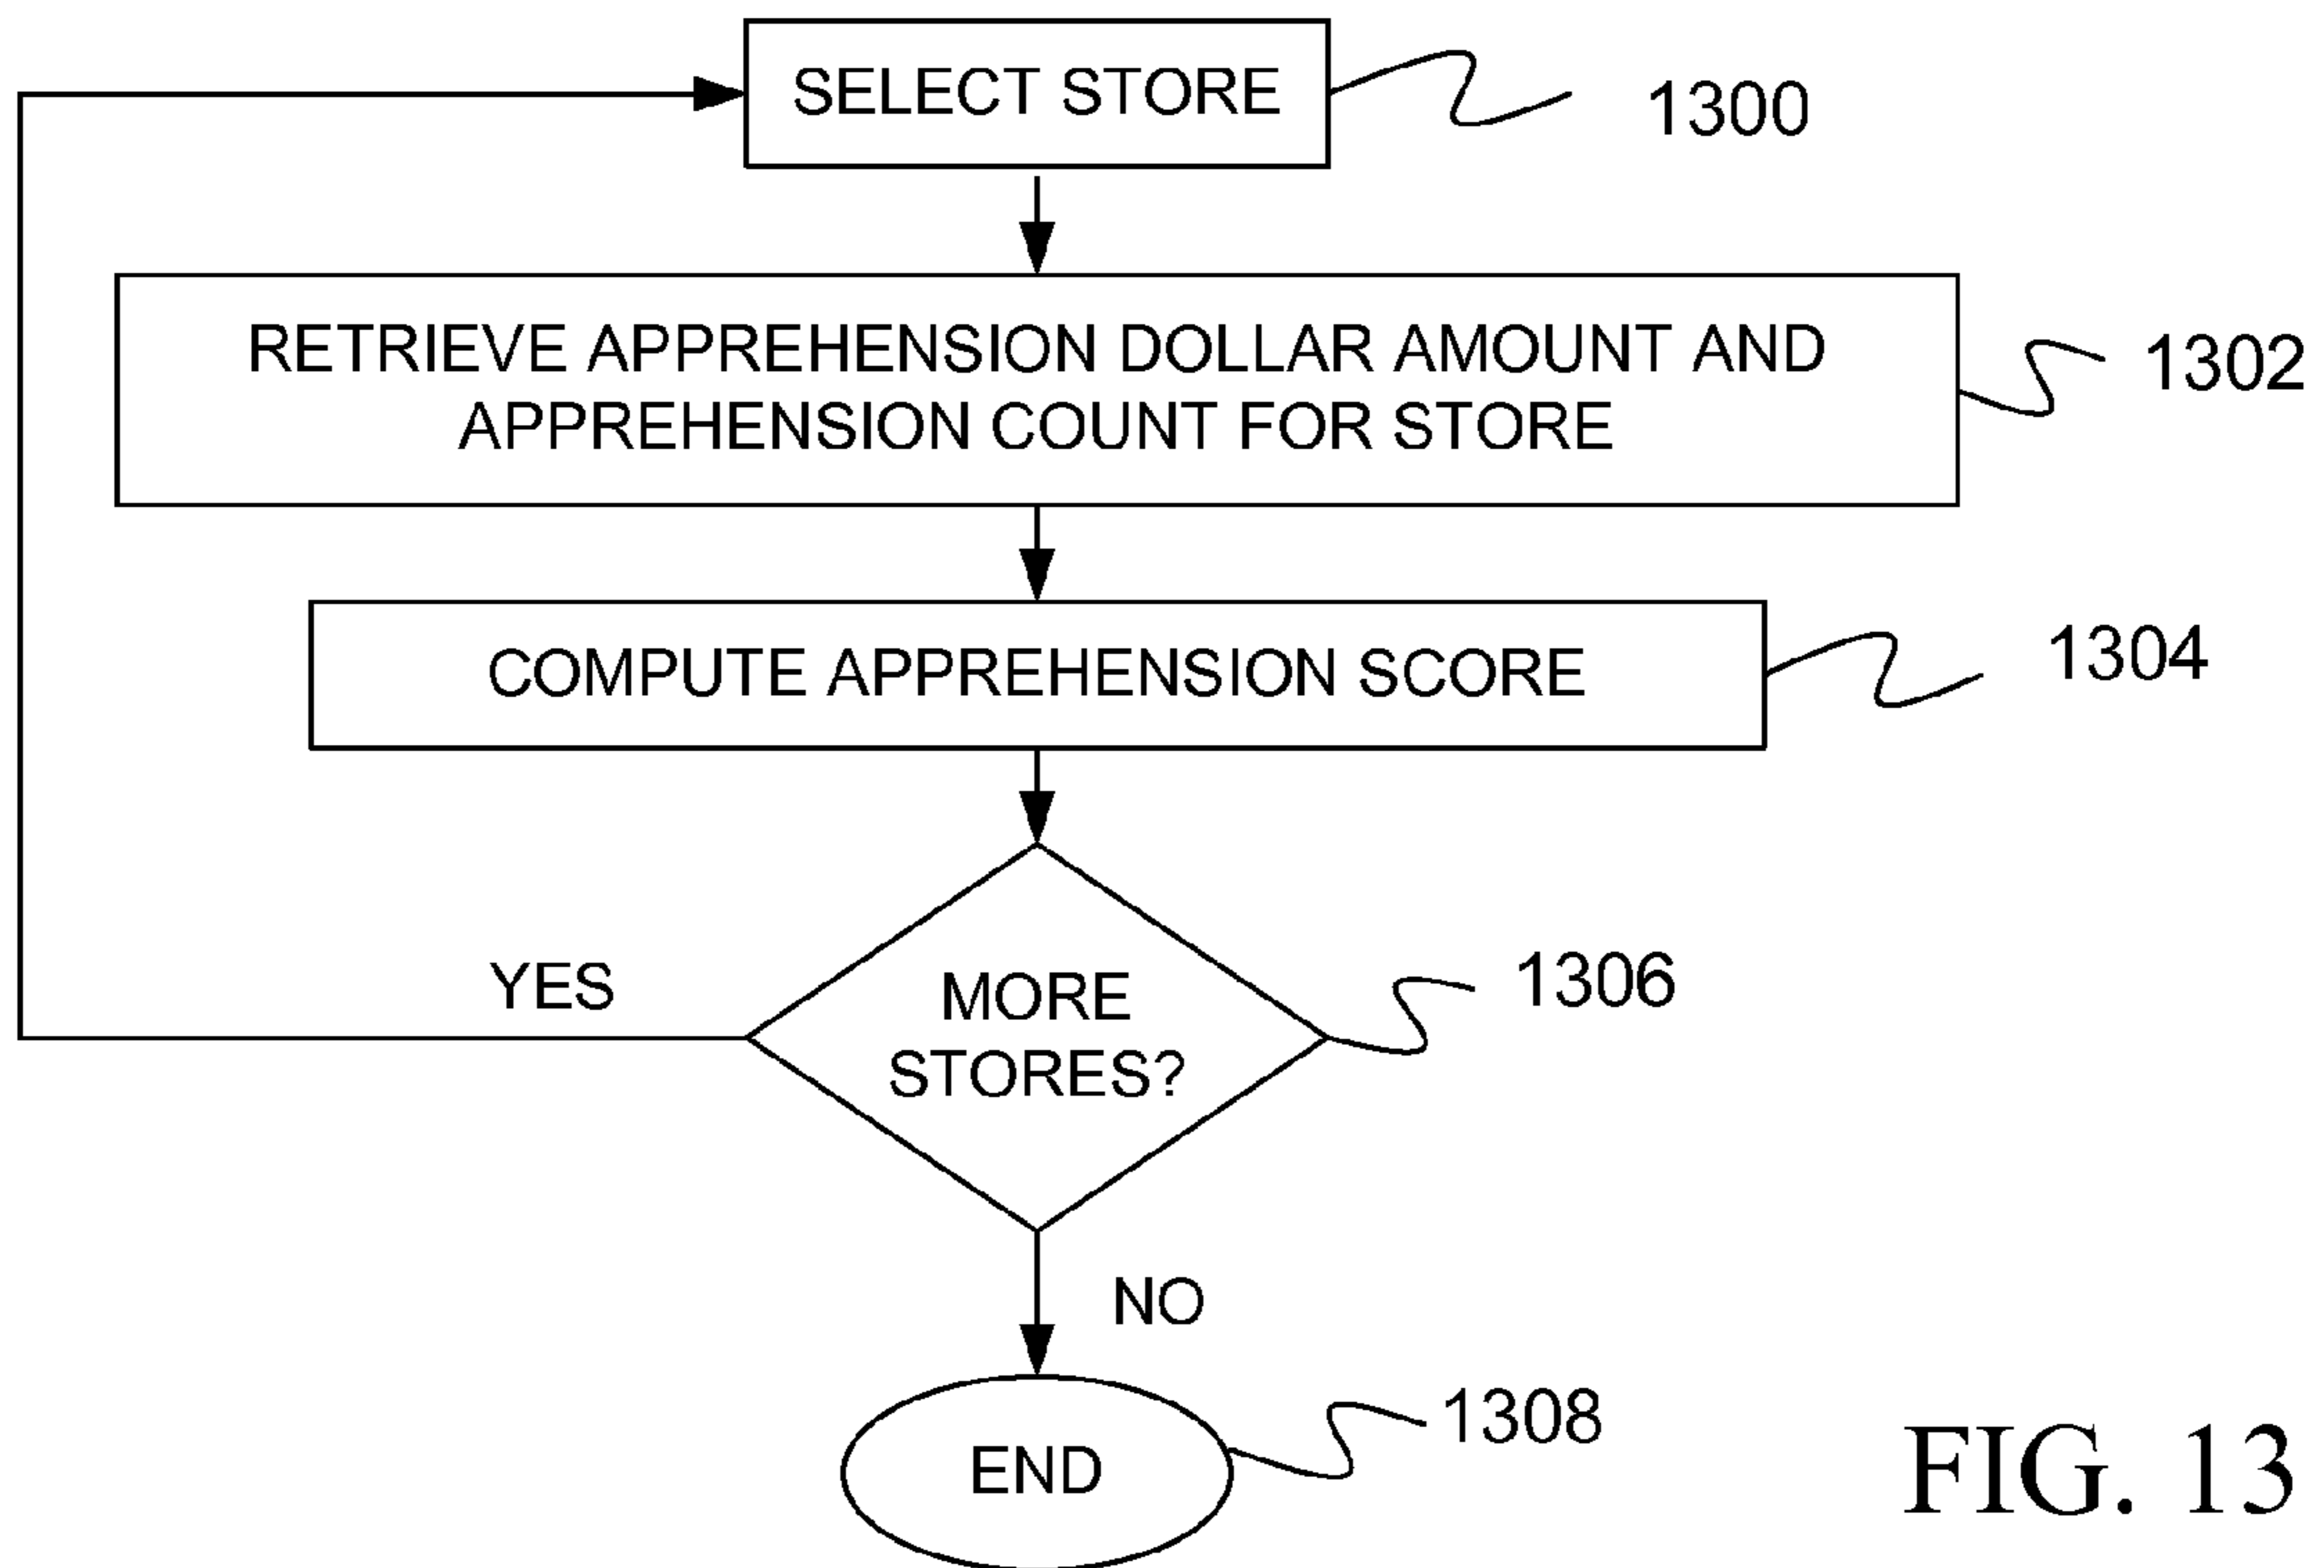 SELECT STORE
1300
RETRIEVE APPREHENSION DOLLAR AMOUNT AND
APPREHENSION COUNT FOR STORE
1302
COMPUTE APPREHENSION SCORE
1304
YES
MORE
STORES?
1306
NO
END
1308
FIG. 13